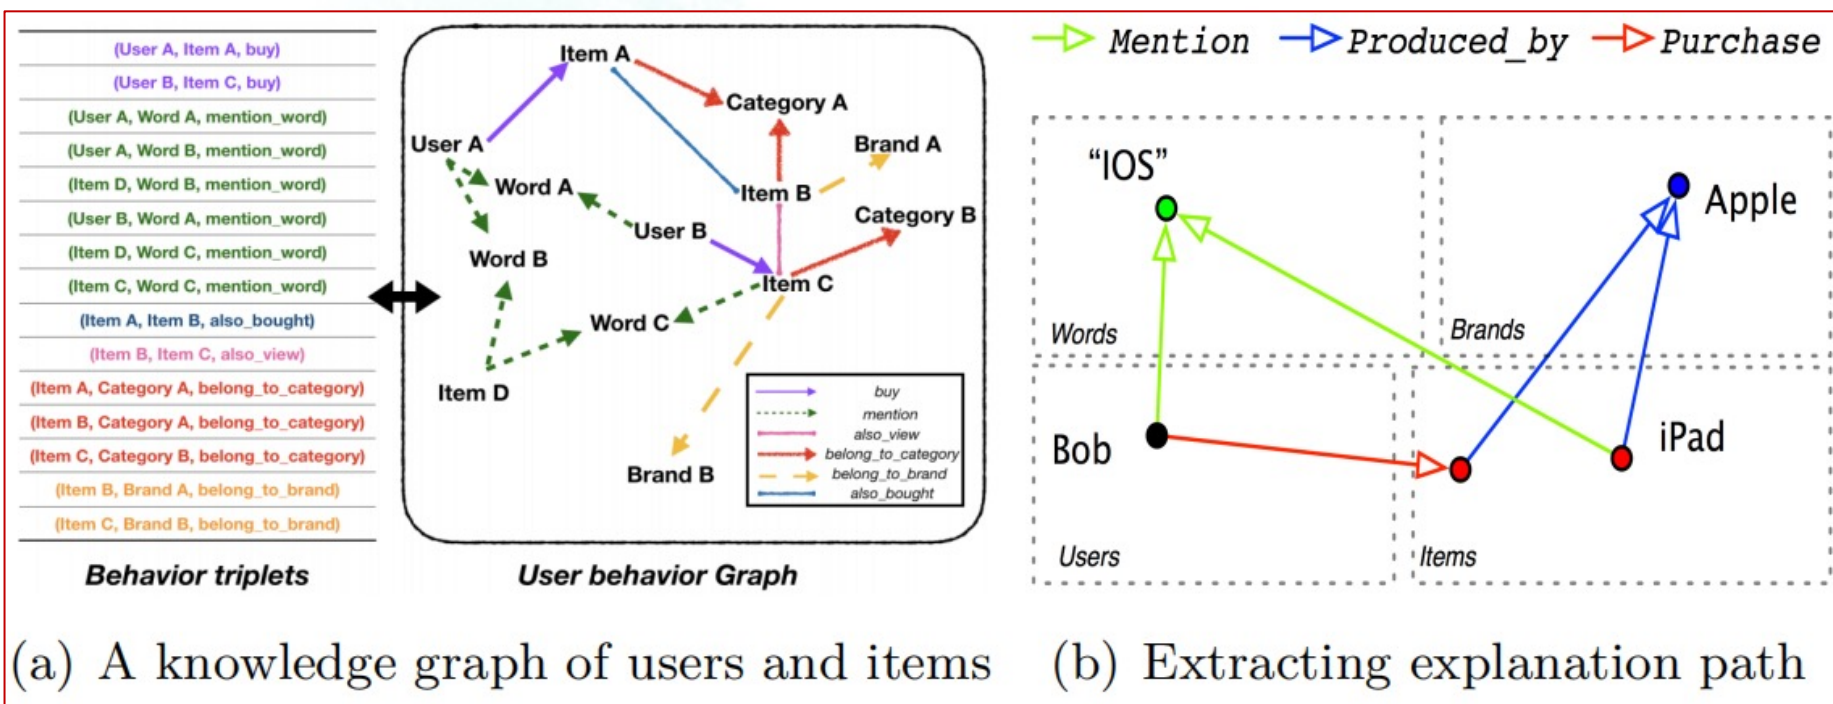 (User A, Item A, buy)
(User B, Item C, buy)
(User A, Word A, mention_word)
(User A, Word B, mention_word)
(Item D, Word B, mention_word)
(User B, Word A, mention_word)
(Item D, Word C, mention_word)
(Item C, Word C, mention_word)
(Item A, Item B, also_bought)
(Item B, Item C, also_view)
(Item A, Category A, belong_to_category)
(Item B, Category A, belong_to_category)
(Item C, Category B, belong_to_category)
(Item B, Brand A, belong_to_brand)
(Item C, Brand B, belong_to_brand)
Behavior triplets
Item A
Category A
User A
Brand A
Word A
Item B
Category B
User B
Word B
Item C
Word C
Item D
Brand B
buy
mention
also_view
belong_to_category
belong_to_brand
also_bought
User behavior Graph
Mention
Produced_by
Purchase
“IOS”
Apple
Words
Brands
Bob
iPad
Users
Items
(a) A knowledge graph of users and items
(b) Extracting explanation path